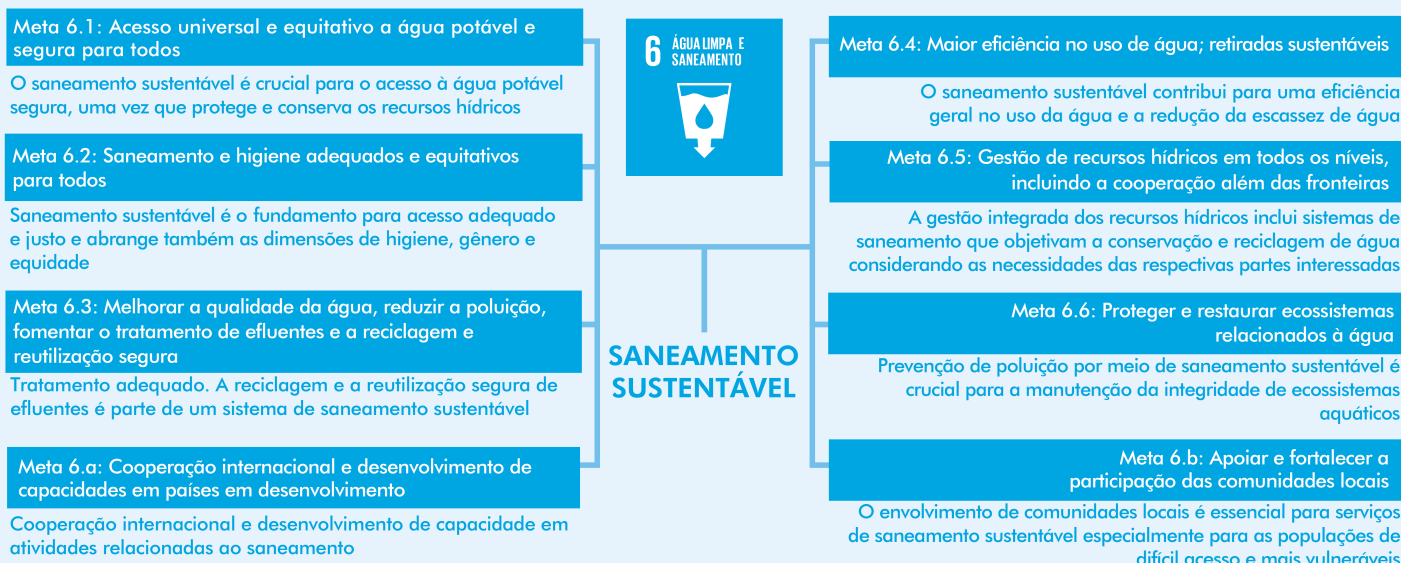 Meta 6.1: Acesso universal e equitativo a água potável e
segura para todos
O saneamento sustentável é crucial para o acesso à água potável
segura, uma vez que protege e conserva os recursos hídricos
Meta 6.2: Saneamento e higiene adequados e equitativos
para todos
Saneamento sustentável é o fundamento para acesso adequado
e justo e abrange também as dimensões de higiene, gênero e
equidade
Meta 6.3: Melhorar a qualidade da água, reduzir a poluição,
fomentar o tratamento de efluentes e a reciclagem e
reutilização segura
Tratamento adequado. A reciclagem e a reutilização segura de
efluentes é parte de um sistema de saneamento sustentável
Meta 6.a: Cooperação internacional e desenvolvimento de
capacidades em países em desenvolvimento
Cooperação internacional e desenvolvimento de capacidade em
atividades relacionadas ao saneamento
6 ÁGUA LIMPA E
SANEAMENTO
SANEAMENTO
SUSTENTÁVEL
Meta 6.4: Maior eficiência no uso de água; retiradas sustentáveis
O saneamento sustentável contribui para uma eficiência
geral no uso da água e a redução da escassez de água
Meta 6.5: Gestão de recursos hídricos em todos os níveis,
incluindo a cooperação além das fronteiras
A gestão integrada dos recursos hídricos inclui sistemas de
saneamento que objetivam a conservação e reciclagem de água
considerando as necessidades das respectivas partes interessadas
Meta 6.6: Proteger e restaurar ecossistemas
relacionados à água
Prevenção de poluição por meio de saneamento sustentável é
crucial para a manutenção da integridade de ecossistemas
aquáticos
Meta 6.b: Apoiar e fortalecer a
participação das comunidades locais
O envolvimento de comunidades locais é essencial para serviços
de saneamento sustentável especialmente para as populações de
difícil acesso e mais vulneráveis